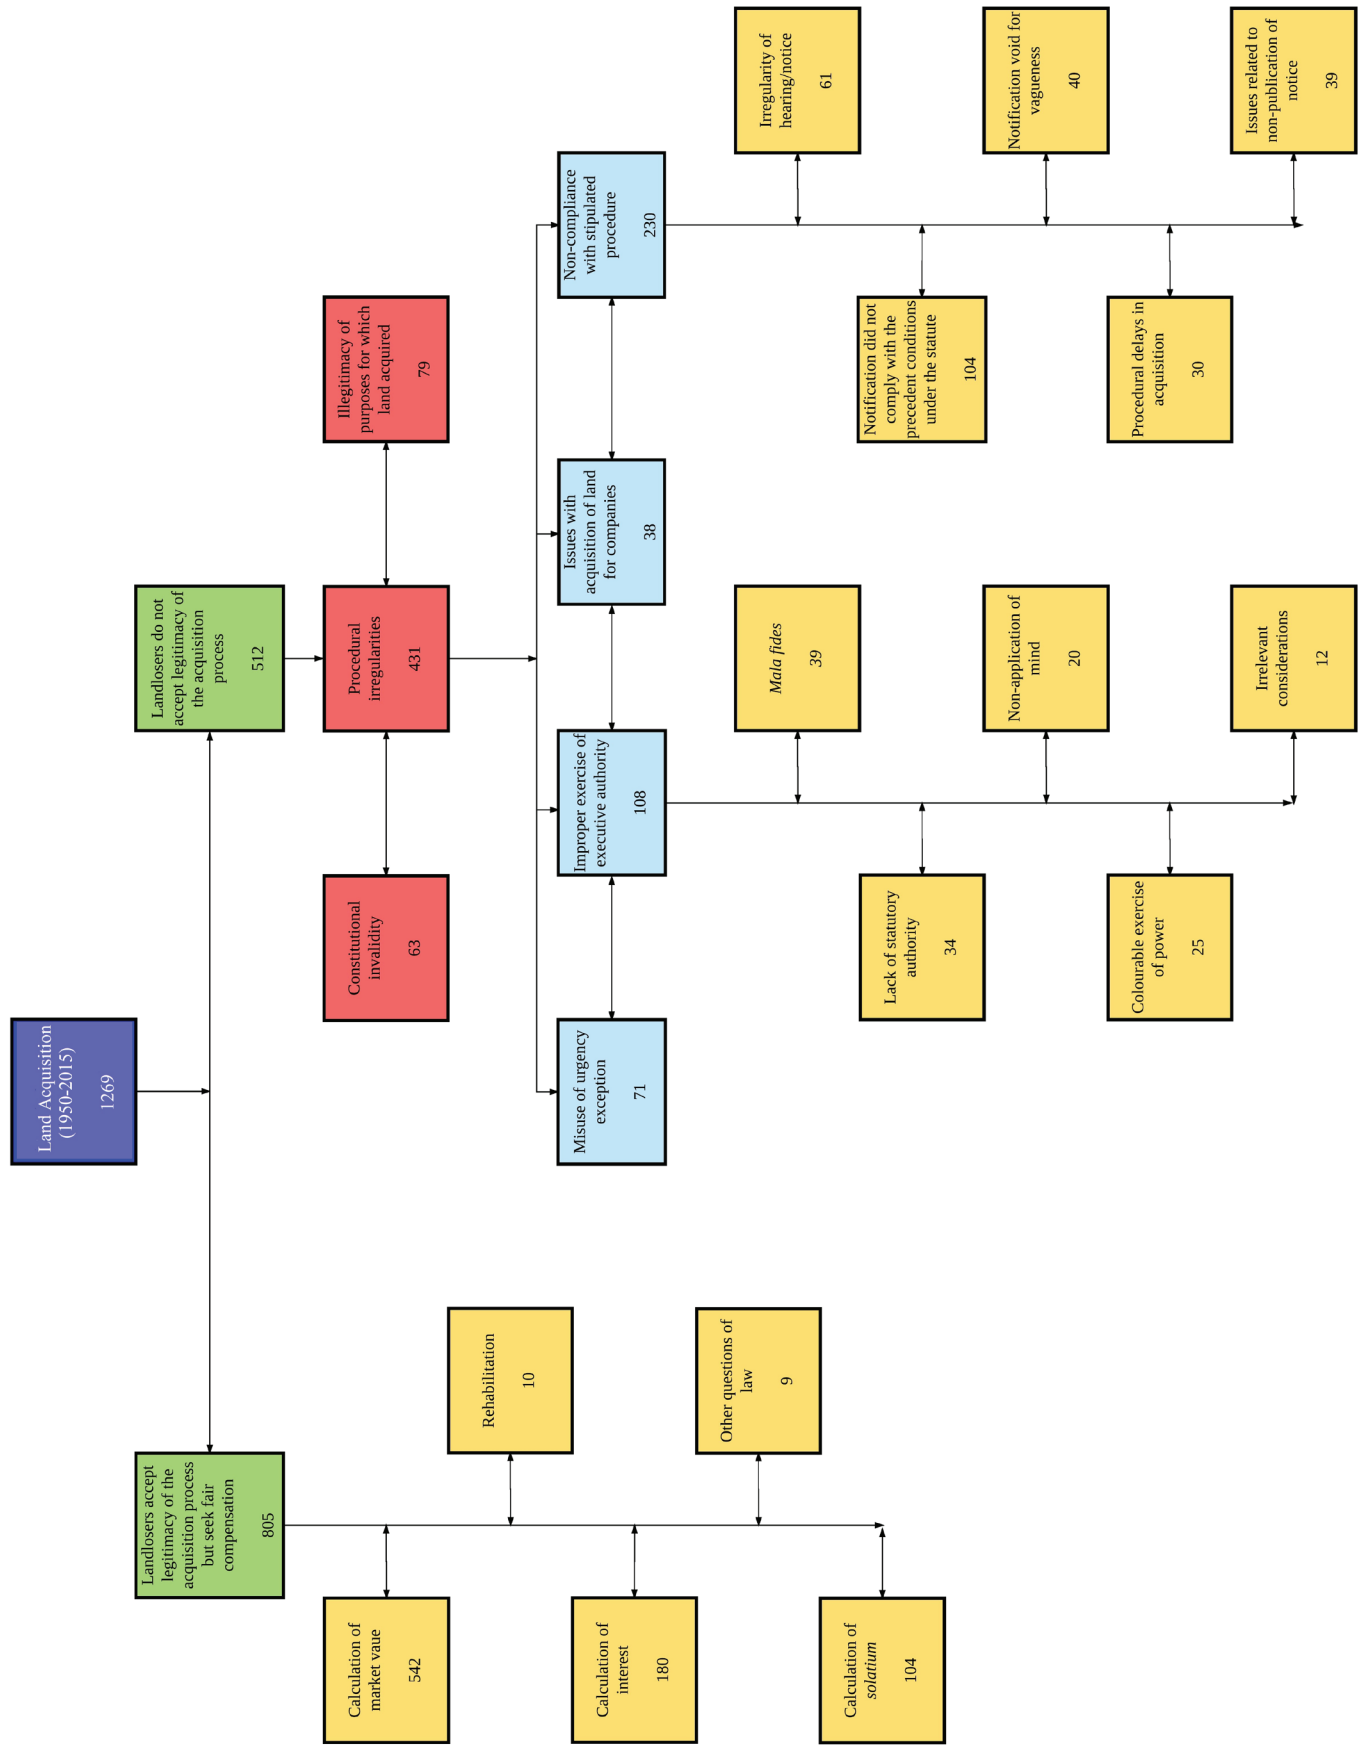 Land Acquisition
(1950-2015)
1269
Landlosers accept
legitimacy of the
acquisition process
but seek fair
compensation
805
Landlosers do not
accept legitimacy of
the acquisition
process
512
Calculation of
market vaue
542
Rehabilitation
10
Calculation of
interest
180
Other questions of
law
9
Calculation of
solatium
104
Constitutional
invalidity
63
Procedural
irregularities
431
Illegitimacy of
purposes for which
land acquired
79
Misuse of urgency
exception
71
Improper exercise of
executive authority
108
Issues with
acquisition of land
for companies
38
Non-compliance
with stipulated
procedure
230
Mala fides
39
Lack of statutory
authority
34
Non-application of
mind
20
Colourable exercise
of power
25
Irrelevant
considerations
12
Irregularity of
hearing/notice
61
Notification did not
comply with the
precedent conditions
under the statute
104
Notification void for
vagueness
40
Procedural delays in
acquisition
30
Issues related to
non-publication of
notice
39